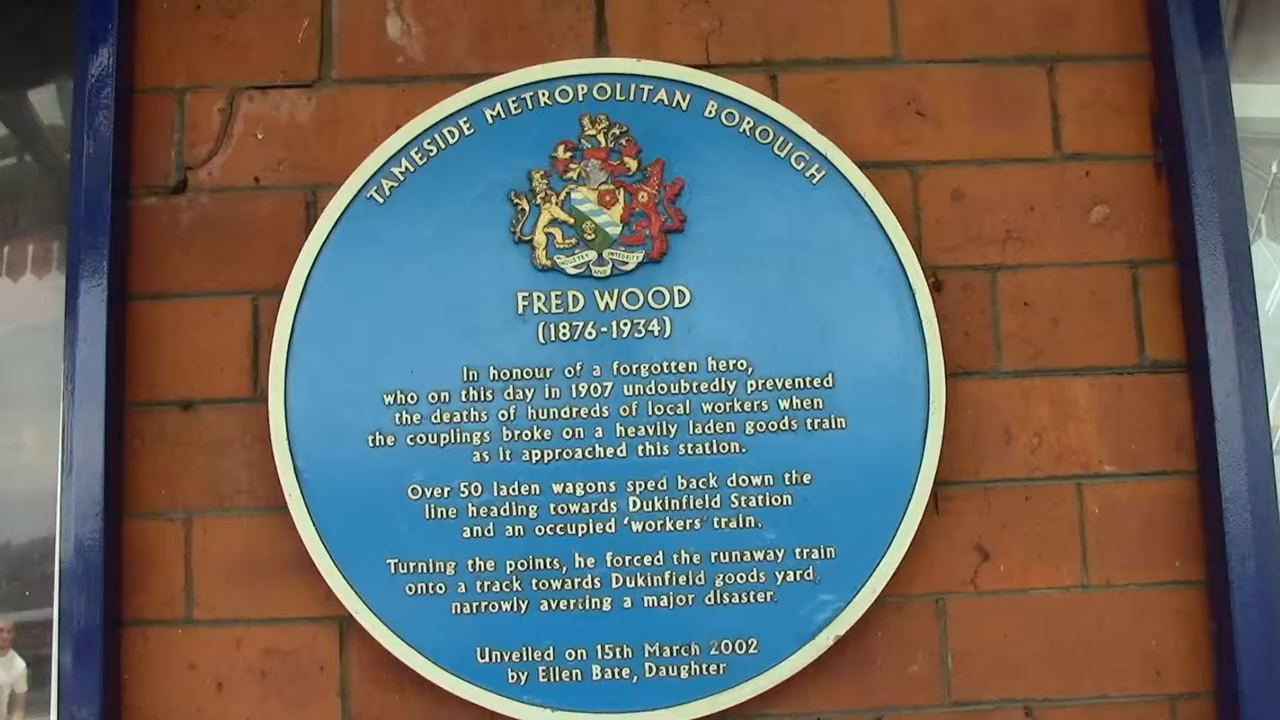 TAMESIDE METROPOLITAN BOROUGH
INDUSTRY AND INTEGRITY
FRED WOOD
(1876-1934)
In honour of a forgotten hero,
who on this day in 1907 undoubtedly prevented
the deaths of hundreds of local workers when
the couplings broke on a heavily laden goods train
as it approached this station.
Over 50 laden wagons sped back down the
line heading towards Dukinfield Station
and an occupied 'workers' train.
Turning the points, he forced the runaway train
onto a track towards Dukinfield goods yard,
narrowly averting a major disaster.
Unveiled on 15th March 2002
by Ellen Bate, Daughter